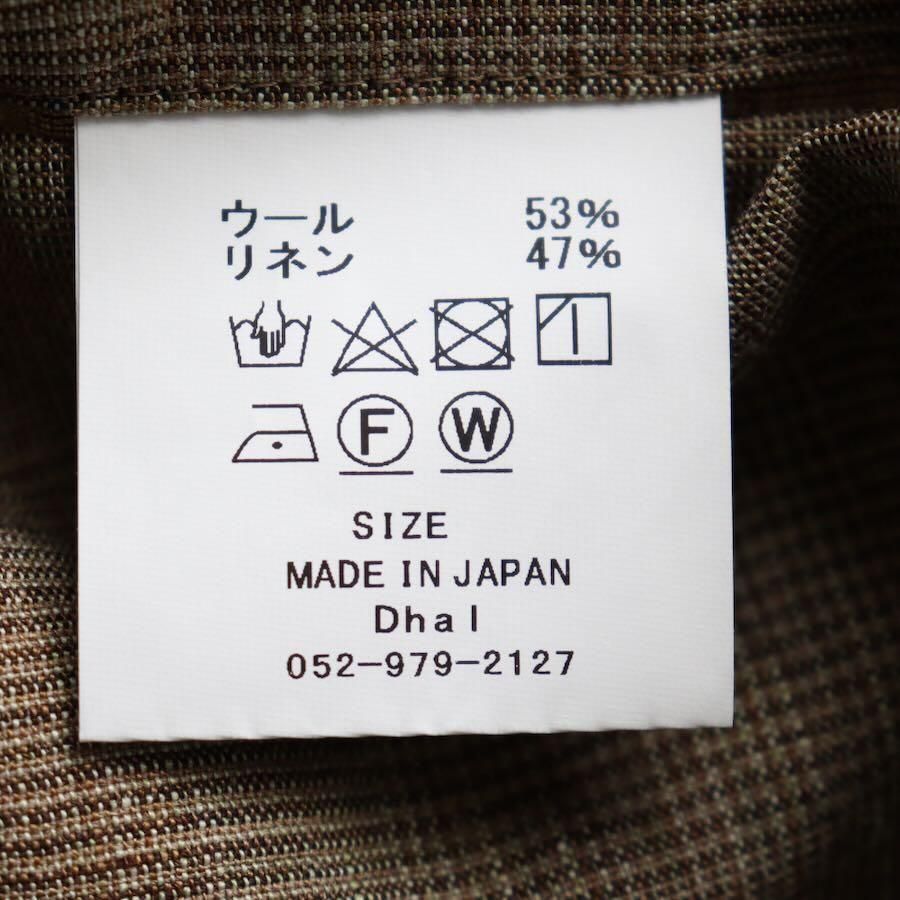 ウール 53%
リネン 47%
F W
SIZE
MADE IN JAPAN
Dhal
052-979-2127